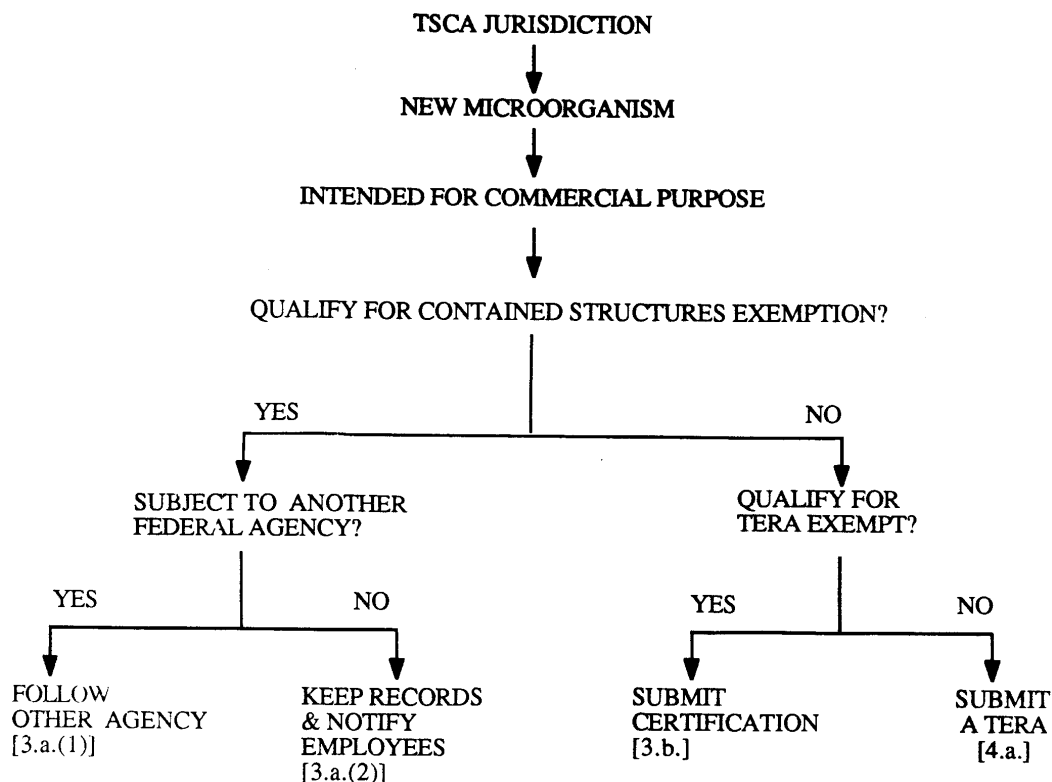 TSCA JURISDICTION
NEW MICROORGANISM
INTENDED FOR COMMERCIAL PURPOSE
QUALIFY FOR CONTAINED STRUCTURES EXEMPTION?
YES
NO
SUBJECT TO ANOTHER
FEDERAL AGENCY?
QUALIFY FOR
TERA EXEMPT?
YES
NO
YES
NO
FOLLOW
OTHER AGENCY
[3.a.(1)]
KEEP RECORDS
& NOTIFY
EMPLOYEES
[3.a.(2)]
SUBMIT
CERTIFICATION
[3.b.]
SUBMIT
A TERA
[4.a.]